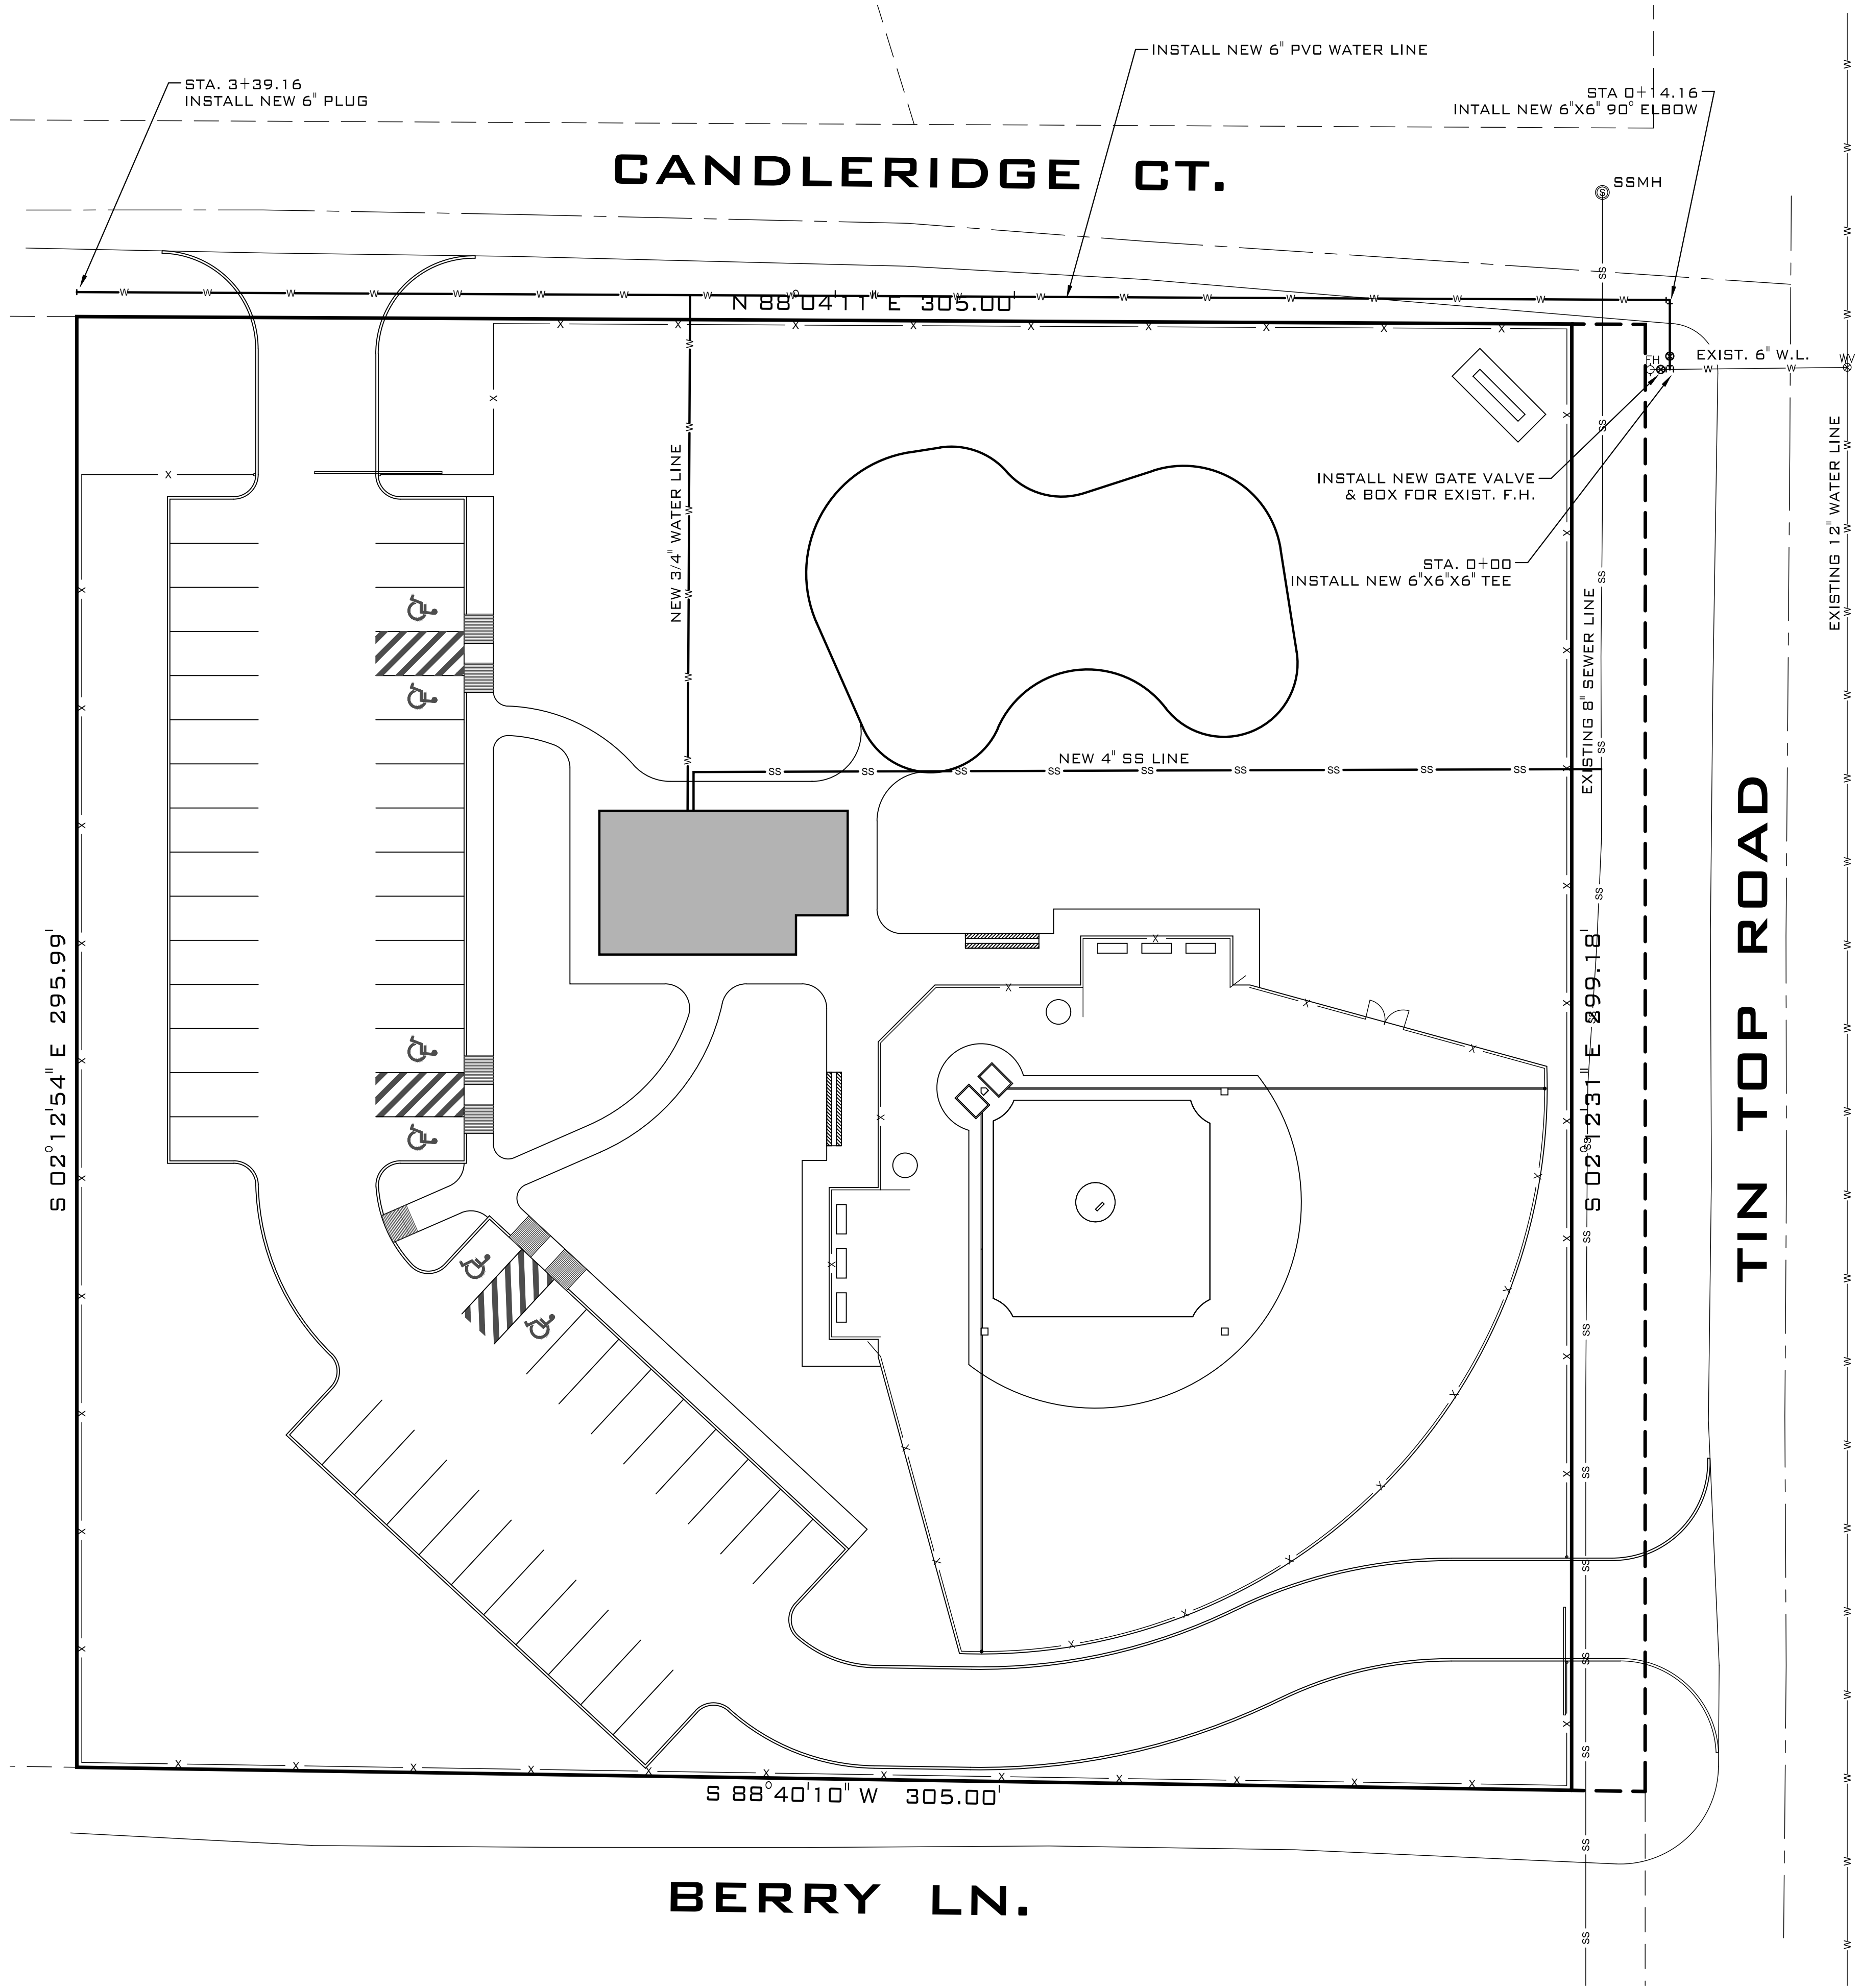 INSTALL NEW 6" PVC WATER LINE
STA. 3+39.16
INSTALL NEW 6" PLUG
STA 0+14.16
INTALL NEW 6"X6" 90° ELBOW
CANDLERIDGE CT.
SSMH
S
N 88°04'11" E 305.00'
EXIST. 6" W.L.
WV
FH
NEW 3/4" WATER LINE
INSTALL NEW GATE VALVE
& BOX FOR EXIST. F.H.
STA. 0+00
INSTALL NEW 6"X6"X6" TEE
EXISTING 12" WATER LINE
EXISTING 8" SEWER LINE
NEW 4" SS LINE
S 02°12'54" E 295.99'
S 02°12'31" E 299.18'
TIN TOP ROAD
S 88°40'10" W 305.00'
BERRY LN.